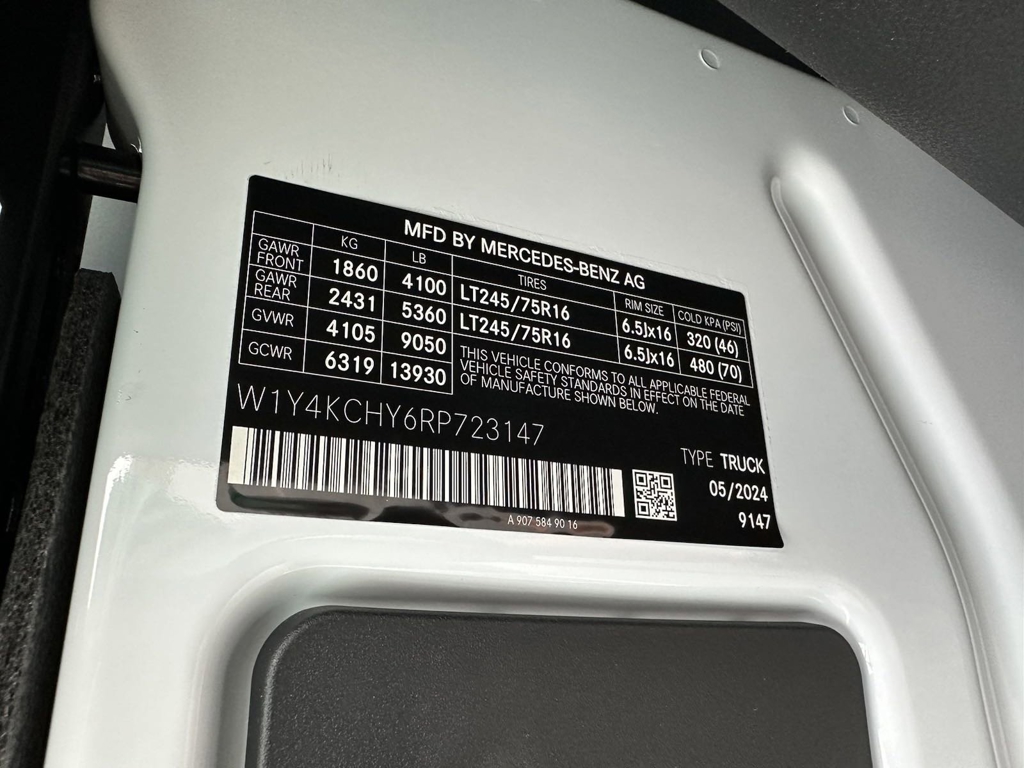 MFD BY MERCEDES-BENZ AG
KG LB TIRES RIM SIZE COLD KPA (PSI)
GAWR FRONT 1860 4100 LT245/75R16 6.5Jx16 320 (46)
GAWR REAR 2431 5360 LT245/75R16 6.5Jx16 480 (70)
GVWR 4105 9050
GCWR 6319 13930
THIS VEHICLE CONFORMS TO ALL APPLICABLE FEDERAL
VEHICLE SAFETY STANDARDS IN EFFECT ON THE DATE
OF MANUFACTURE SHOWN BELOW.
W1Y4KCHY6RP723147
TYPE TRUCK
05/2024
9147
A 907 584 90 16